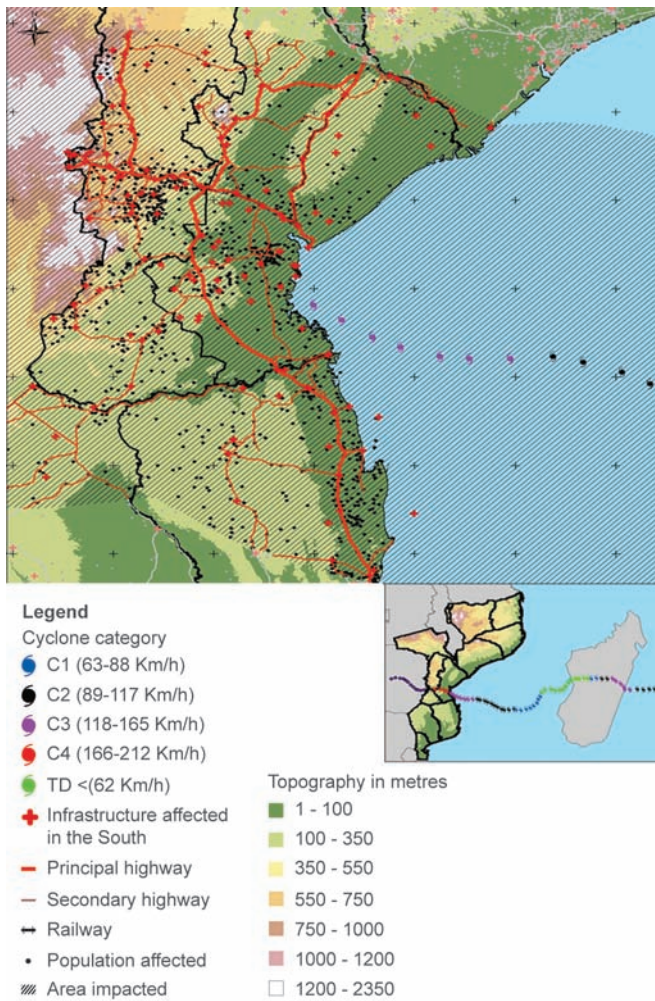 Legend
Cyclone category
C1 (63-88 Km/h)
C2 (89-117 Km/h)
C3 (118-165 Km/h)
C4 (166-212 Km/h)
TD <(62 Km/h)
Infrastructure affected
in the South
Principal highway
Secondary highway
Railway
Population affected
Area impacted
Topography in metres
1 - 100
100 - 350
350 - 550
550 - 750
750 - 1000
1000 - 1200
1200 - 2350